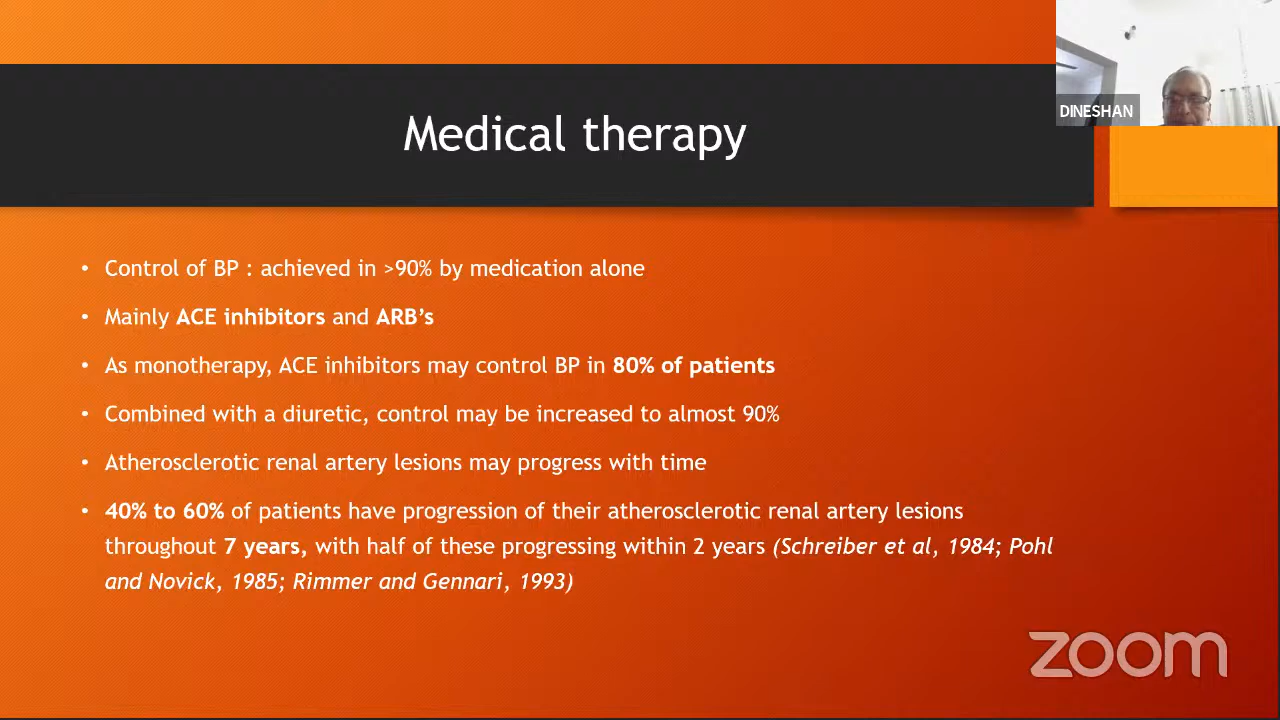 DINESHAN
Medical therapy
• Control of BP : achieved in >90% by medication alone
• Mainly ACE inhibitors and ARB’s
• As monotherapy, ACE inhibitors may control BP in 80% of patients
• Combined with a diuretic, control may be increased to almost 90%
• Atherosclerotic renal artery lesions may progress with time
• 40% to 60% of patients have progression of their atherosclerotic renal artery lesions
throughout 7 years, with half of these progressing within 2 years (Schreiber et al, 1984; Pohl
and Novick, 1985; Rimmer and Gennari, 1993)
zoom